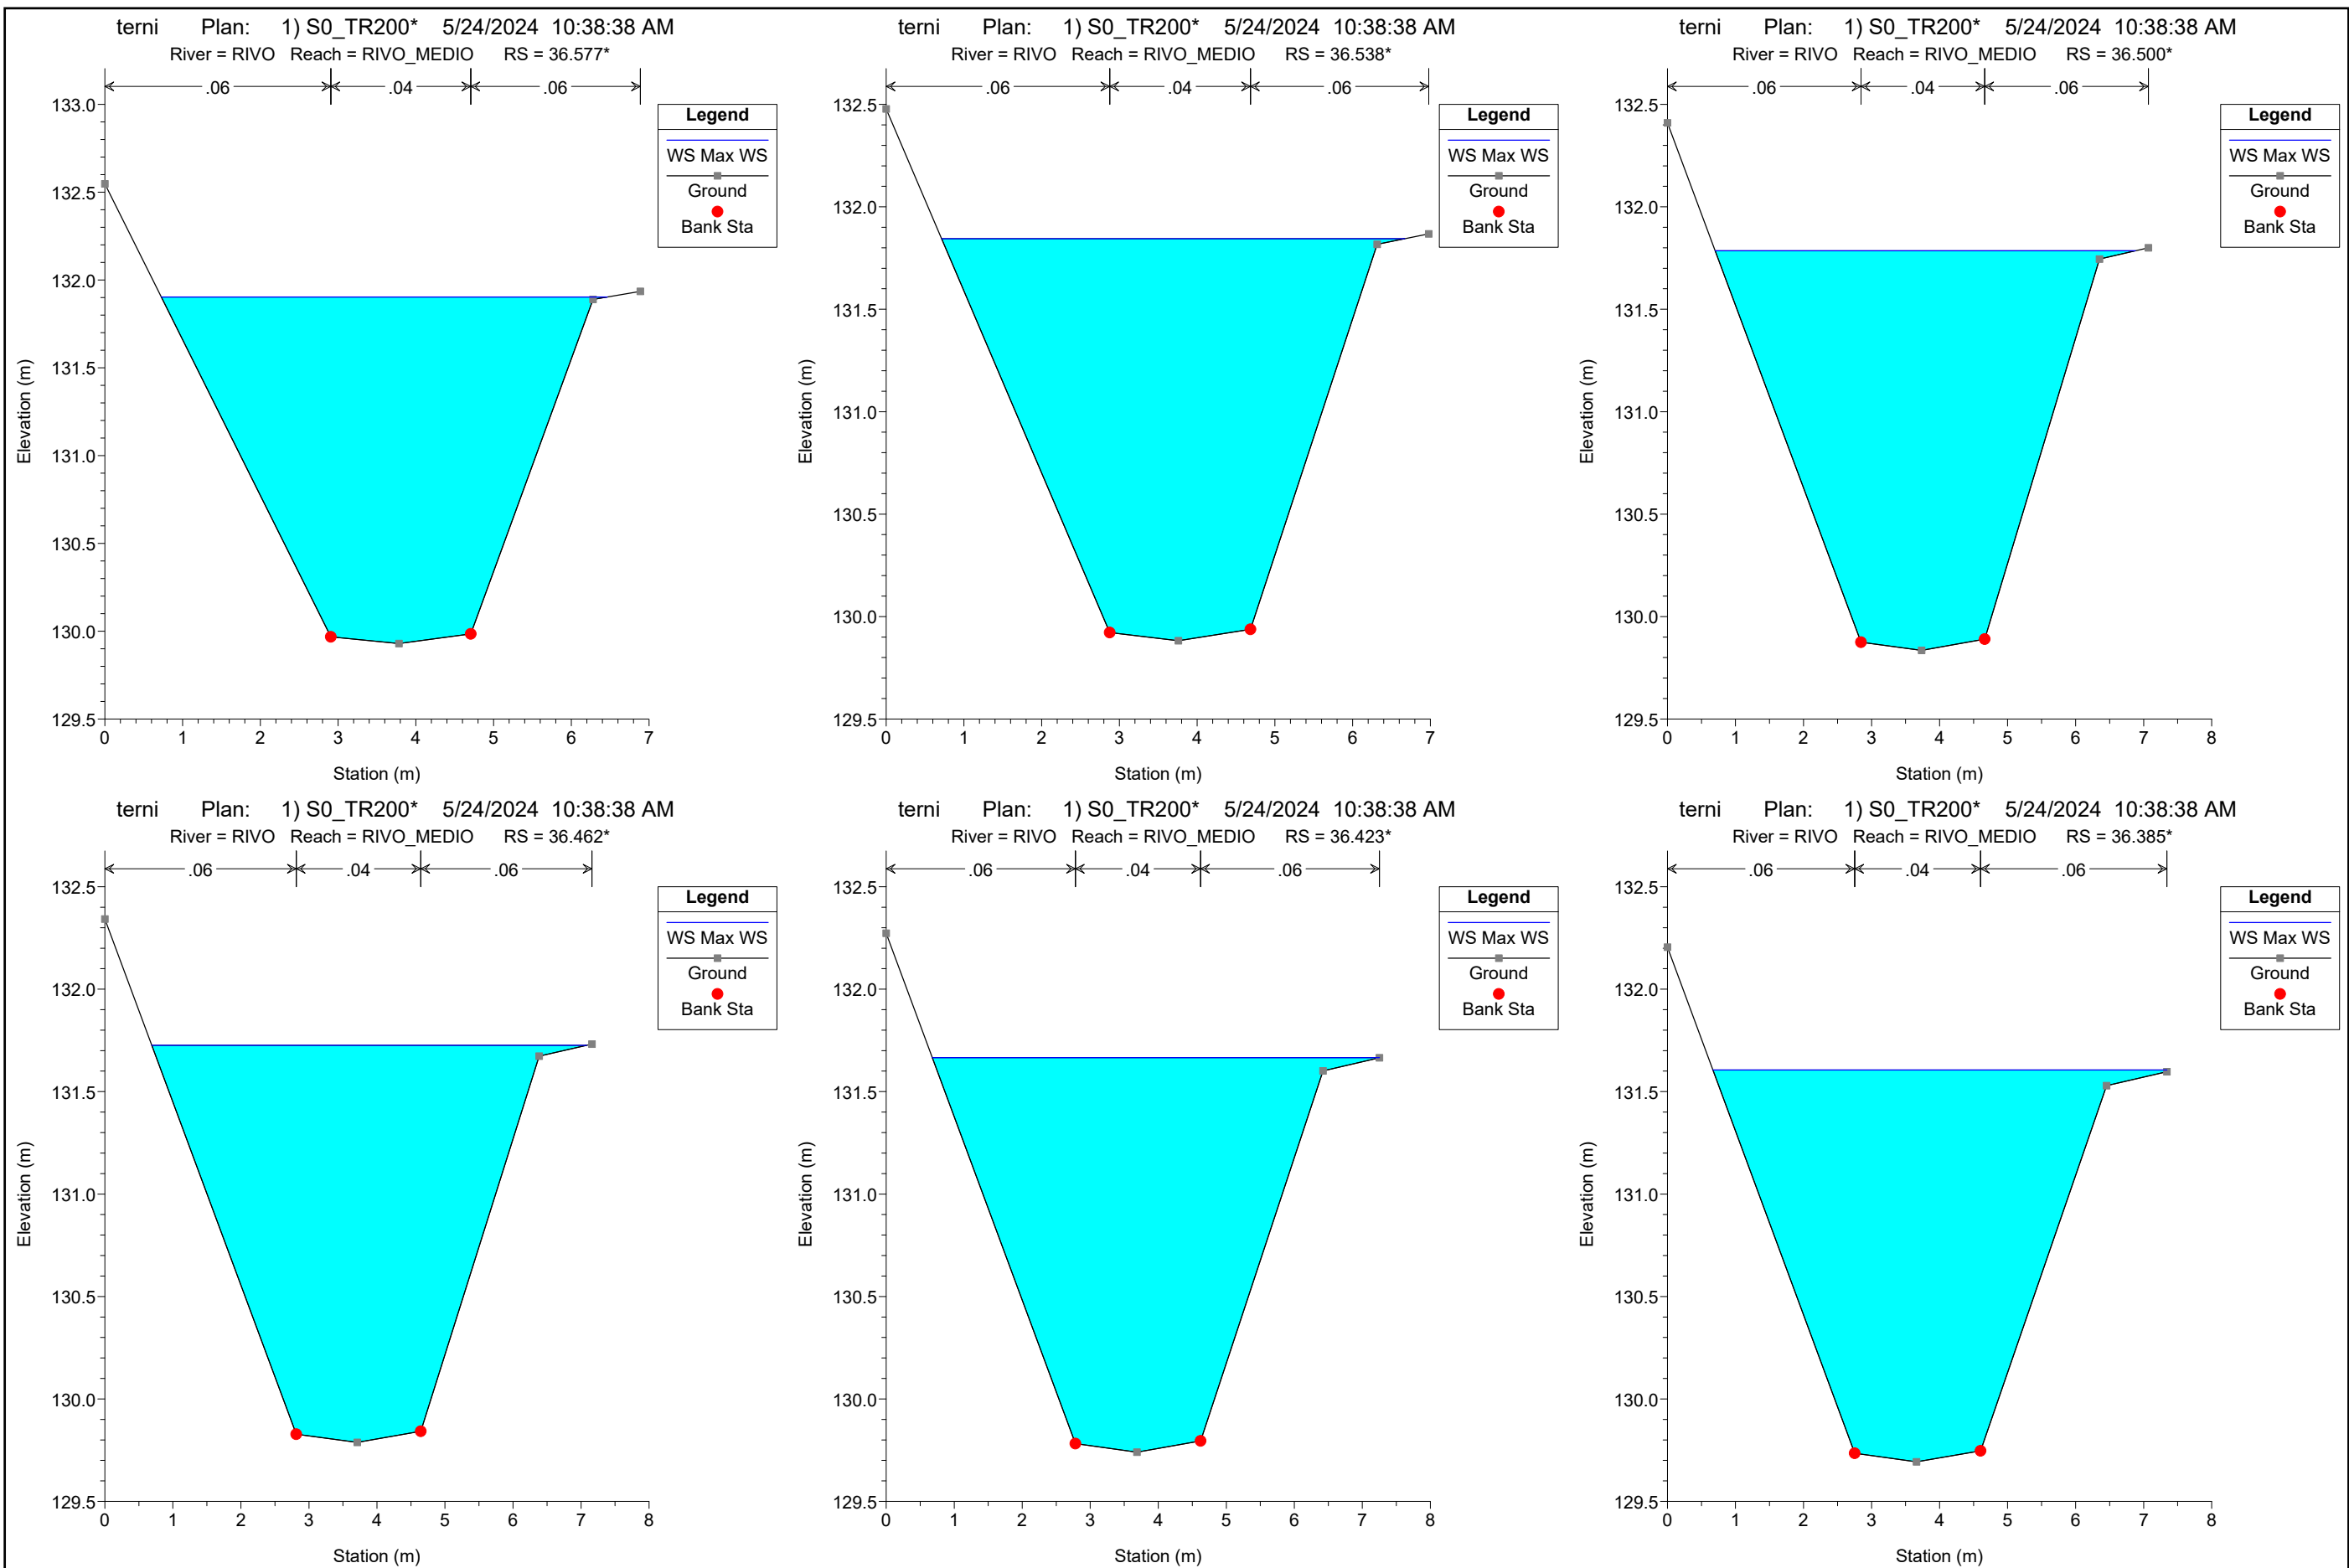 terni Plan: 1) S0_TR200* 5/24/2024 10:38:38 AM
River = RIVO Reach = RIVO_MEDIO RS = 36.577*
.06 .04 .06
133.0
132.5
132.0
131.5
131.0
130.5
130.0
129.5
0 1 2 3 4 5 6 7
Station (m)
Elevation (m)
Legend
WS Max WS
Ground
Bank Sta
terni Plan: 1) S0_TR200* 5/24/2024 10:38:38 AM
River = RIVO Reach = RIVO_MEDIO RS = 36.538*
.06 .04 .06
132.5
132.0
131.5
131.0
130.5
130.0
129.5
0 1 2 3 4 5 6 7
Station (m)
Elevation (m)
Legend
WS Max WS
Ground
Bank Sta
terni Plan: 1) S0_TR200* 5/24/2024 10:38:38 AM
River = RIVO Reach = RIVO_MEDIO RS = 36.500*
.06 .04 .06
132.5
132.0
131.5
131.0
130.5
130.0
129.5
0 1 2 3 4 5 6 7 8
Station (m)
Elevation (m)
Legend
WS Max WS
Ground
Bank Sta
terni Plan: 1) S0_TR200* 5/24/2024 10:38:38 AM
River = RIVO Reach = RIVO_MEDIO RS = 36.462*
.06 .04 .06
132.5
132.0
131.5
131.0
130.5
130.0
129.5
0 1 2 3 4 5 6 7 8
Station (m)
Elevation (m)
Legend
WS Max WS
Ground
Bank Sta
terni Plan: 1) S0_TR200* 5/24/2024 10:38:38 AM
River = RIVO Reach = RIVO_MEDIO RS = 36.423*
.06 .04 .06
132.5
132.0
131.5
131.0
130.5
130.0
129.5
0 1 2 3 4 5 6 7 8
Station (m)
Elevation (m)
Legend
WS Max WS
Ground
Bank Sta
terni Plan: 1) S0_TR200* 5/24/2024 10:38:38 AM
River = RIVO Reach = RIVO_MEDIO RS = 36.385*
.06 .04 .06
132.5
132.0
131.5
131.0
130.5
130.0
129.5
0 1 2 3 4 5 6 7 8
Station (m)
Elevation (m)
Legend
WS Max WS
Ground
Bank Sta